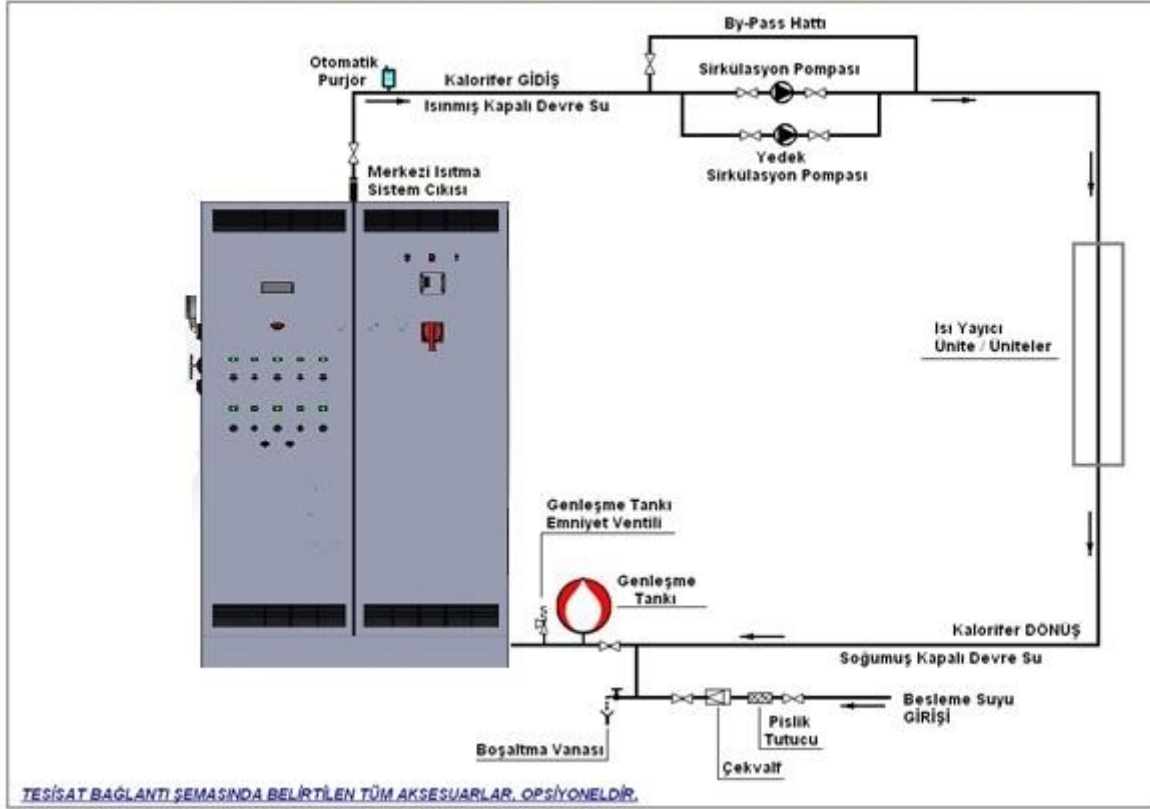 By-Pass Hattı
Otomatik
Purjör
Kalorifer GİDİŞ
Isınmış Kapalı Devre Su
Sirkülasyon Pompası
Yedek
Sirkülasyon Pompası
Merkezi Isıtma
Sistem Cıkısı
Isı Yayıcı
Ünite / Üniteler
Genleşme Tankı
Emniyet Ventili
Genleşme
Tankı
Kalorifer DÖNÜŞ
Soğumuş Kapalı Devre Su
Besleme Suyu
GİRİŞİ
Pislik
Tutucu
Boşaltma Vanası
Çekvalf
TESİSAT BAĞLANTI ŞEMASINDA BELİRTİLEN TÜM AKSESUARLAR, OPSİYONELDİR.